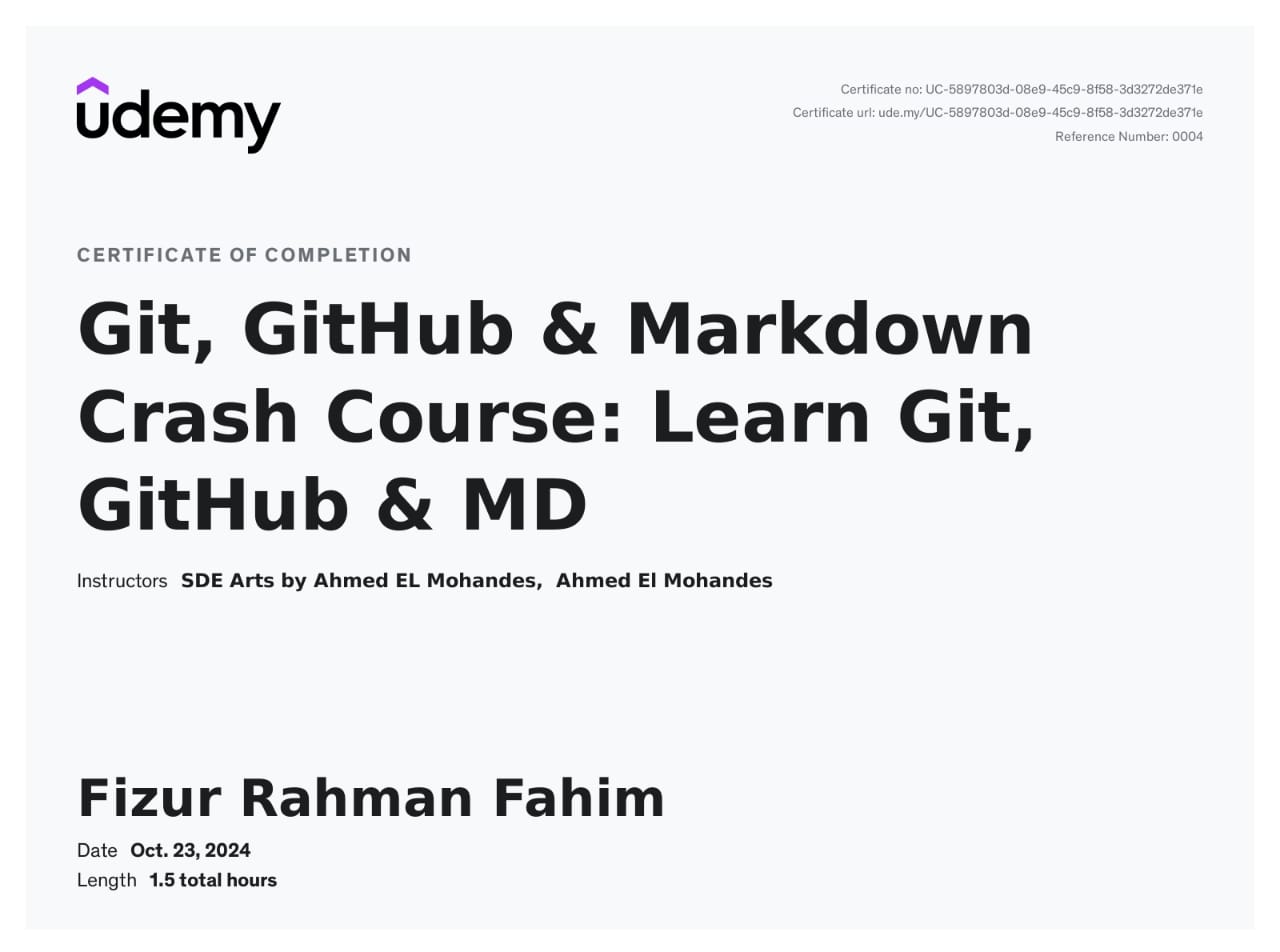 udemy
Certificate no: UC-5897803d-08e9-45c9-8f58-3d3272de371e
Certificate url: ude.my/UC-5897803d-08e9-45c9-8f58-3d3272de371e
Reference Number: 0004
CERTIFICATE OF COMPLETION
Git, GitHub & Markdown
Crash Course: Learn Git,
GitHub & MD
Instructors SDE Arts by Ahmed EL Mohandes, Ahmed El Mohandes
Fizur Rahman Fahim
Date Oct. 23, 2024
Length 1.5 total hours